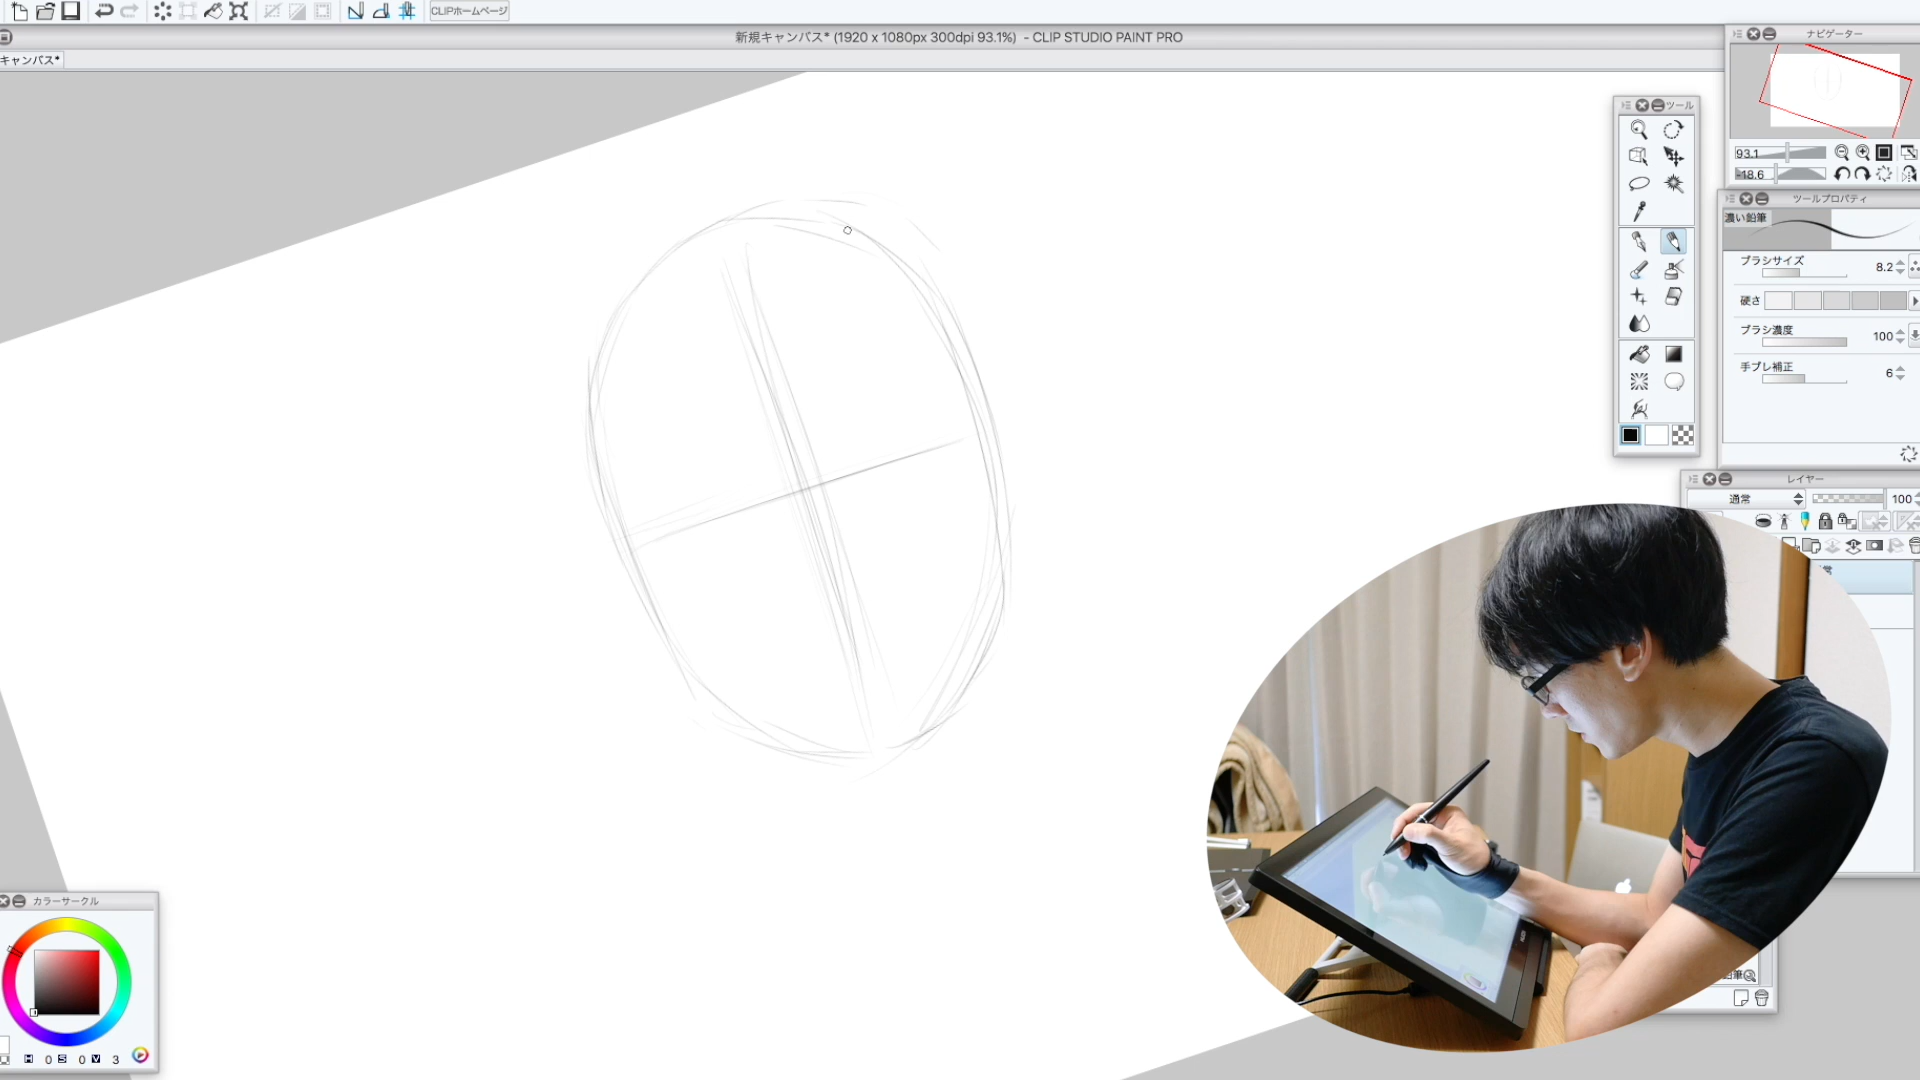 CLIPホームページ
新規キャンバス* (1920 x 1080px 300dpi 93.1%) - CLIP STUDIO PAINT PRO
キャンバス*
ナビゲーター
93.1
-18.6
ツール
ツールプロパティ
濃い鉛筆
ブラシサイズ 8.2
硬さ
ブラシ濃度 100
手ブレ補正 6
レイヤー
通常 100
カラーサークル
H 0 S 0 V 3